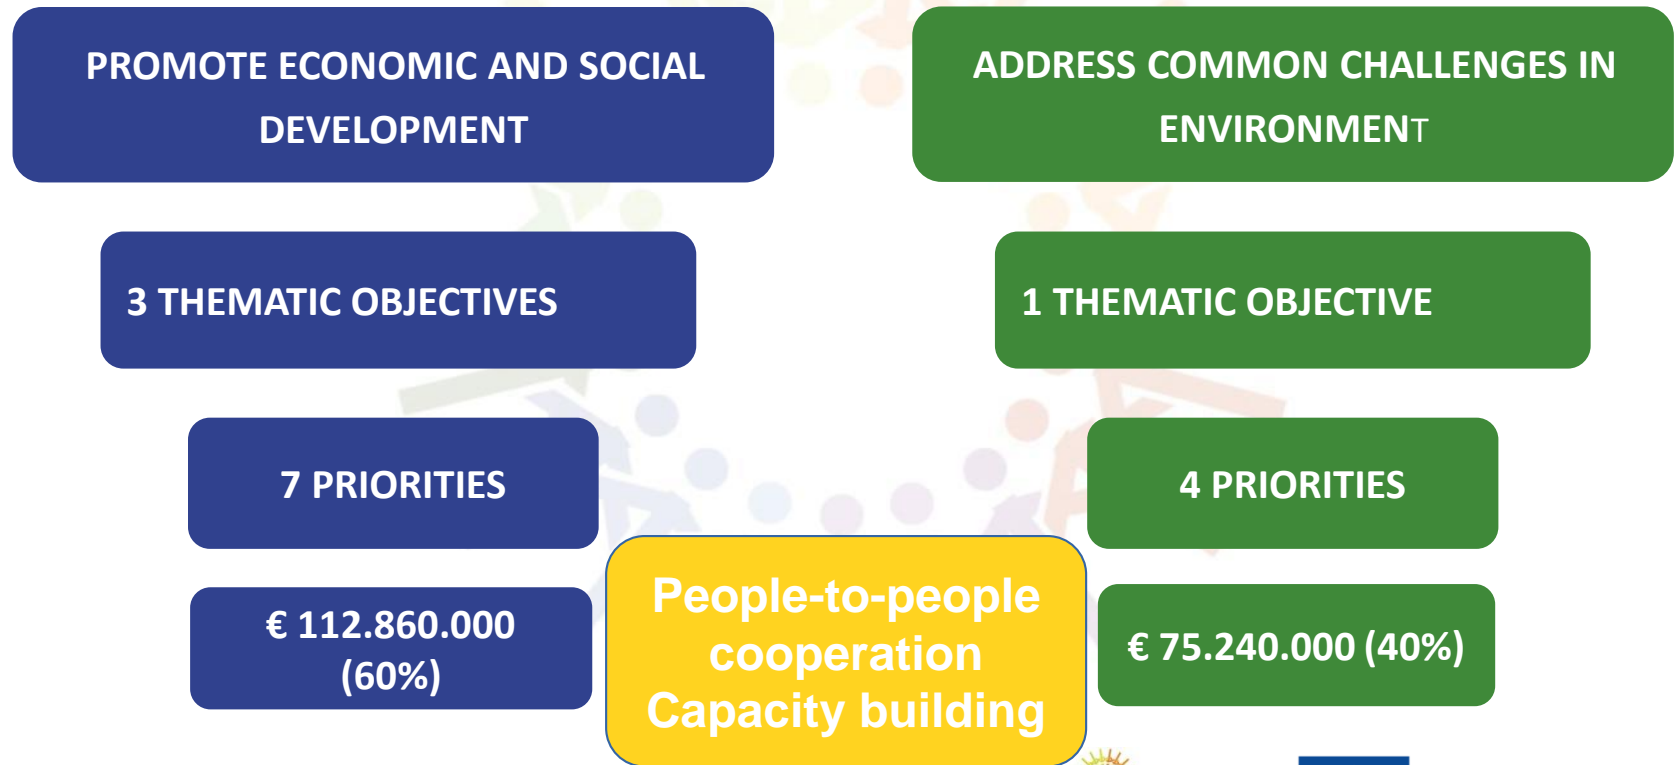 PROMOTE ECONOMIC AND SOCIAL
DEVELOPMENT
ADDRESS COMMON CHALLENGES IN
ENVIRONMENT
3 THEMATIC OBJECTIVES
1 THEMATIC OBJECTIVE
7 PRIORITIES
4 PRIORITIES
€ 112.860.000
(60%)
People-to-people
cooperation
Capacity building
€ 75.240.000 (40%)